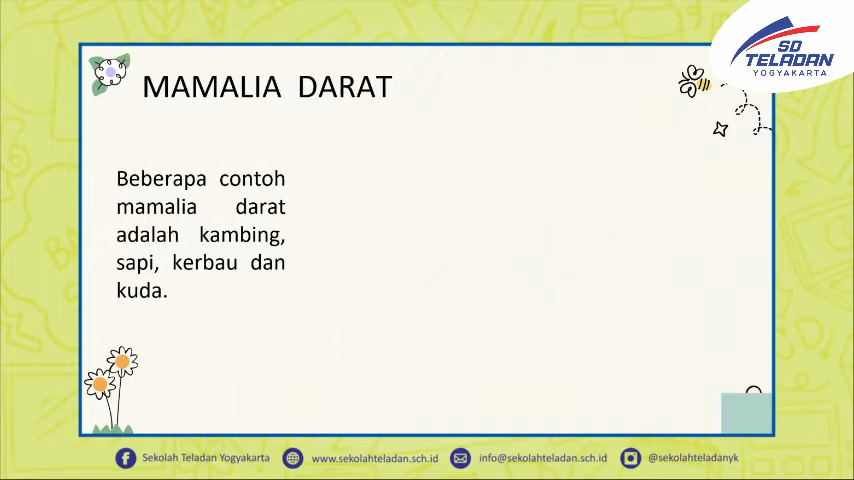 SD
TELADAN
YOGYAKARTA
MAMALIA DARAT
Beberapa contoh
mamalia darat
adalah kambing,
sapi, kerbau dan
kuda.
Sekolah Teladan Yogyakarta
www.sekolahteladan.sch.id
info@sekolahteladan.sch.id
@sekolahteladanyk